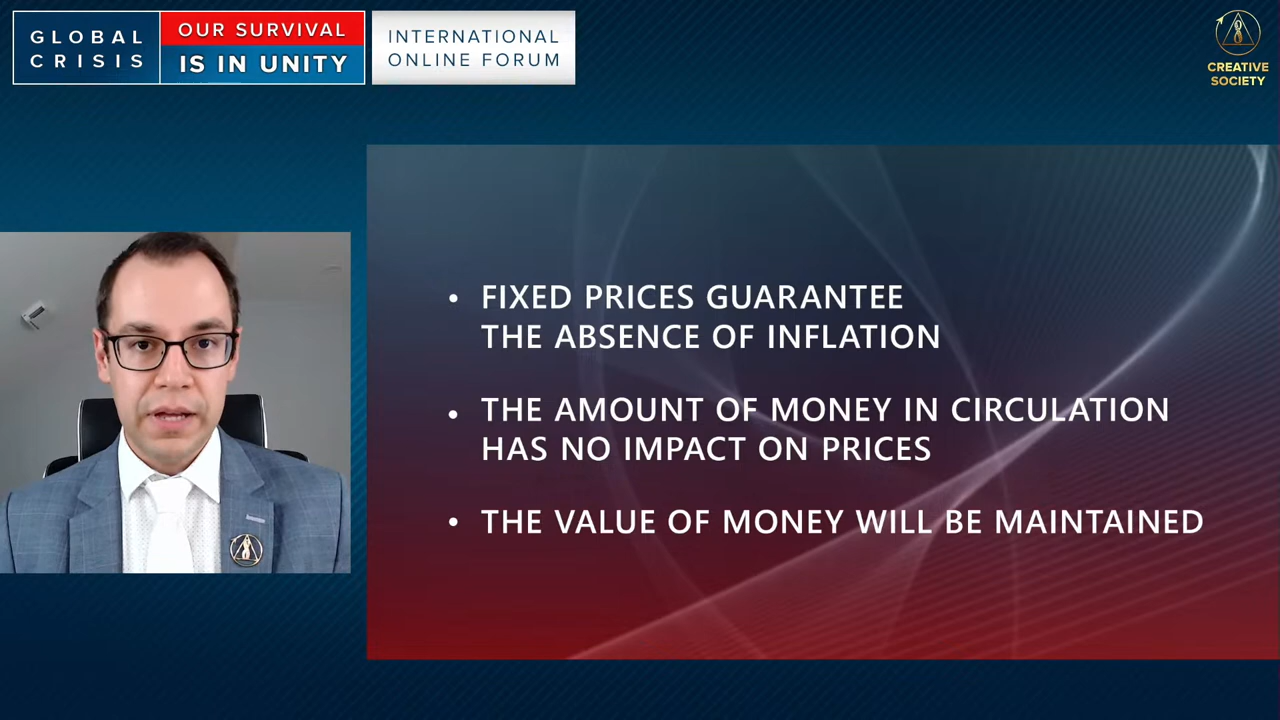 GLOBAL
CRISIS
OUR SURVIVAL
IS IN UNITY
INTERNATIONAL
ONLINE FORUM
CREATIVE
SOCIETY
• FIXED PRICES GUARANTEE
THE ABSENCE OF INFLATION
• THE AMOUNT OF MONEY IN CIRCULATION
HAS NO IMPACT ON PRICES
• THE VALUE OF MONEY WILL BE MAINTAINED